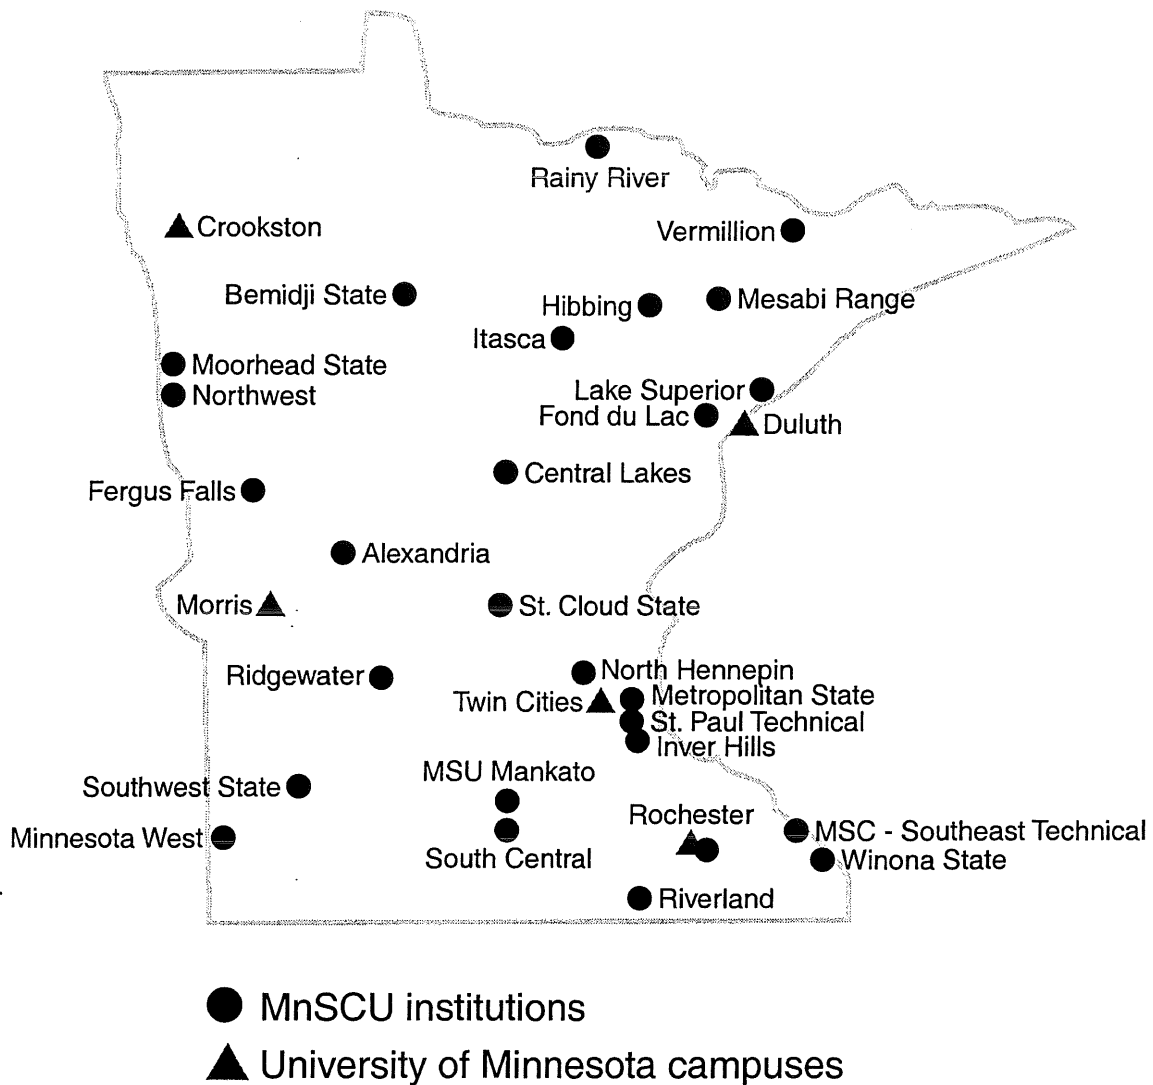 Rainy River
Crookston
Vermillion
Bemidji State
Hibbing
Mesabi Range
Itasca
Moorhead State
Northwest
Lake Superior
Fond du Lac
Duluth
Central Lakes
Fergus Falls
Alexandria
Morris
St. Cloud State
Ridgewater
North Hennepin
Twin Cities
Metropolitan State
St. Paul Technical
Inver Hills
MSU Mankato
Southwest State
Rochester
Minnesota West
MSC - Southeast Technical
South Central
Winona State
Riverland
MnSCU institutions
University of Minnesota campuses